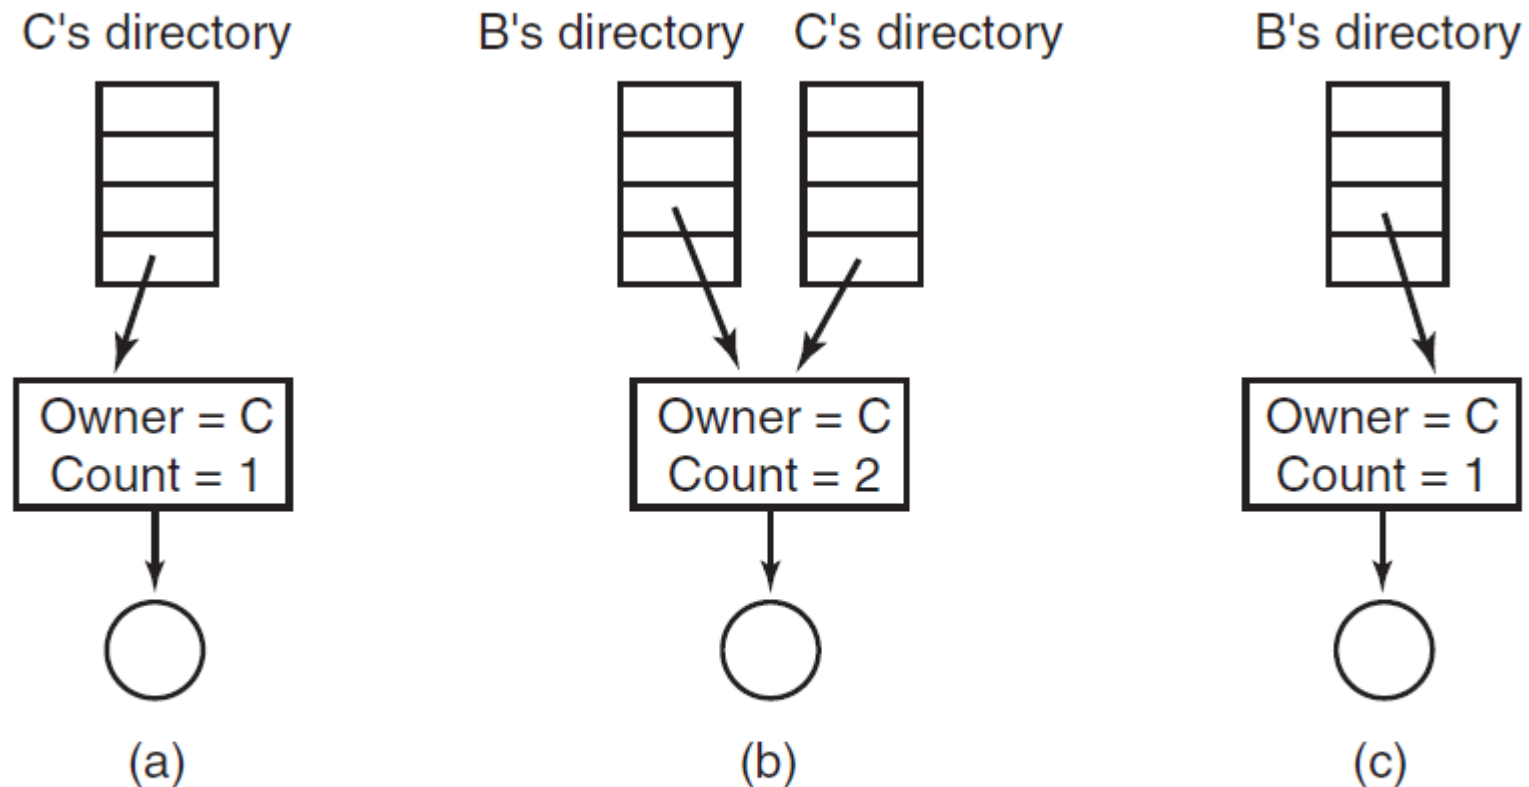 C's directory
B's directory
C's directory
B's directory
Owner = C
Count = 1
Owner = C
Count = 2
Owner = C
Count = 1
(a)
(b)
(c)